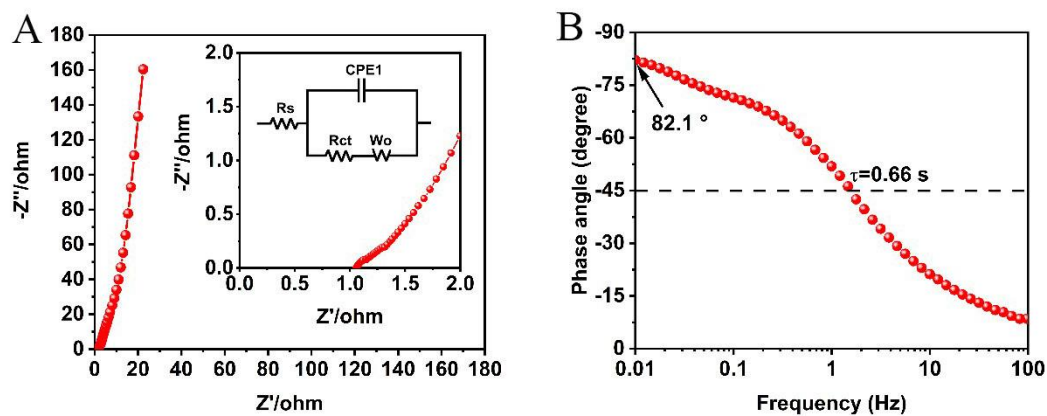 A
-Z''/ohm
180
160
140
120
100
80
60
40
20
0
0 20 40 60 80 100 120 140 160 180
Z'/ohm
-Z''/ohm
2.0
1.5
1.0
0.5
0.0
0.0 0.5 1.0 1.5 2.0
Z'/ohm
CPE1
Rs
Rct Wo
B
Phase angle (degree)
-90
-75
-60
-45
-30
-15
0
82.1 °
τ=0.66 s
0.01 0.1 1 10 100
Frequency (Hz)